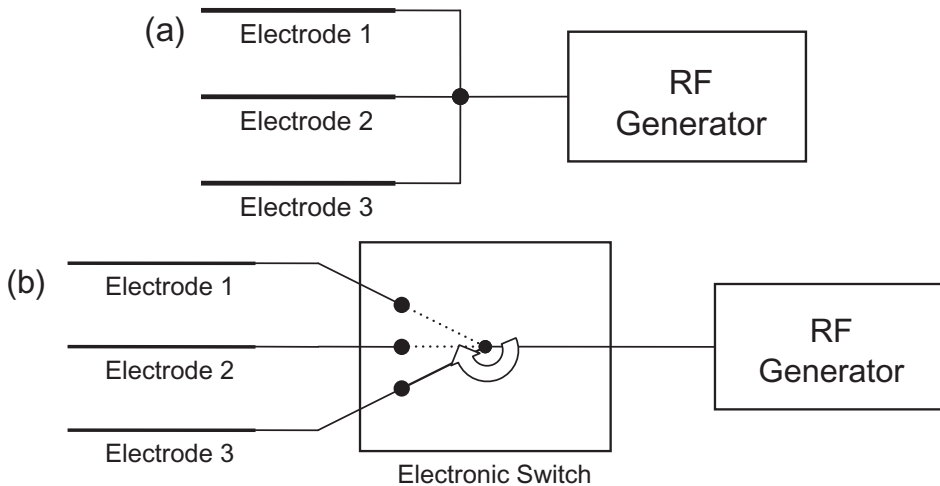 (a)
Electrode 1
Electrode 2
Electrode 3
RF
Generator
(b)
Electrode 1
Electrode 2
Electrode 3
Electronic Switch
RF
Generator